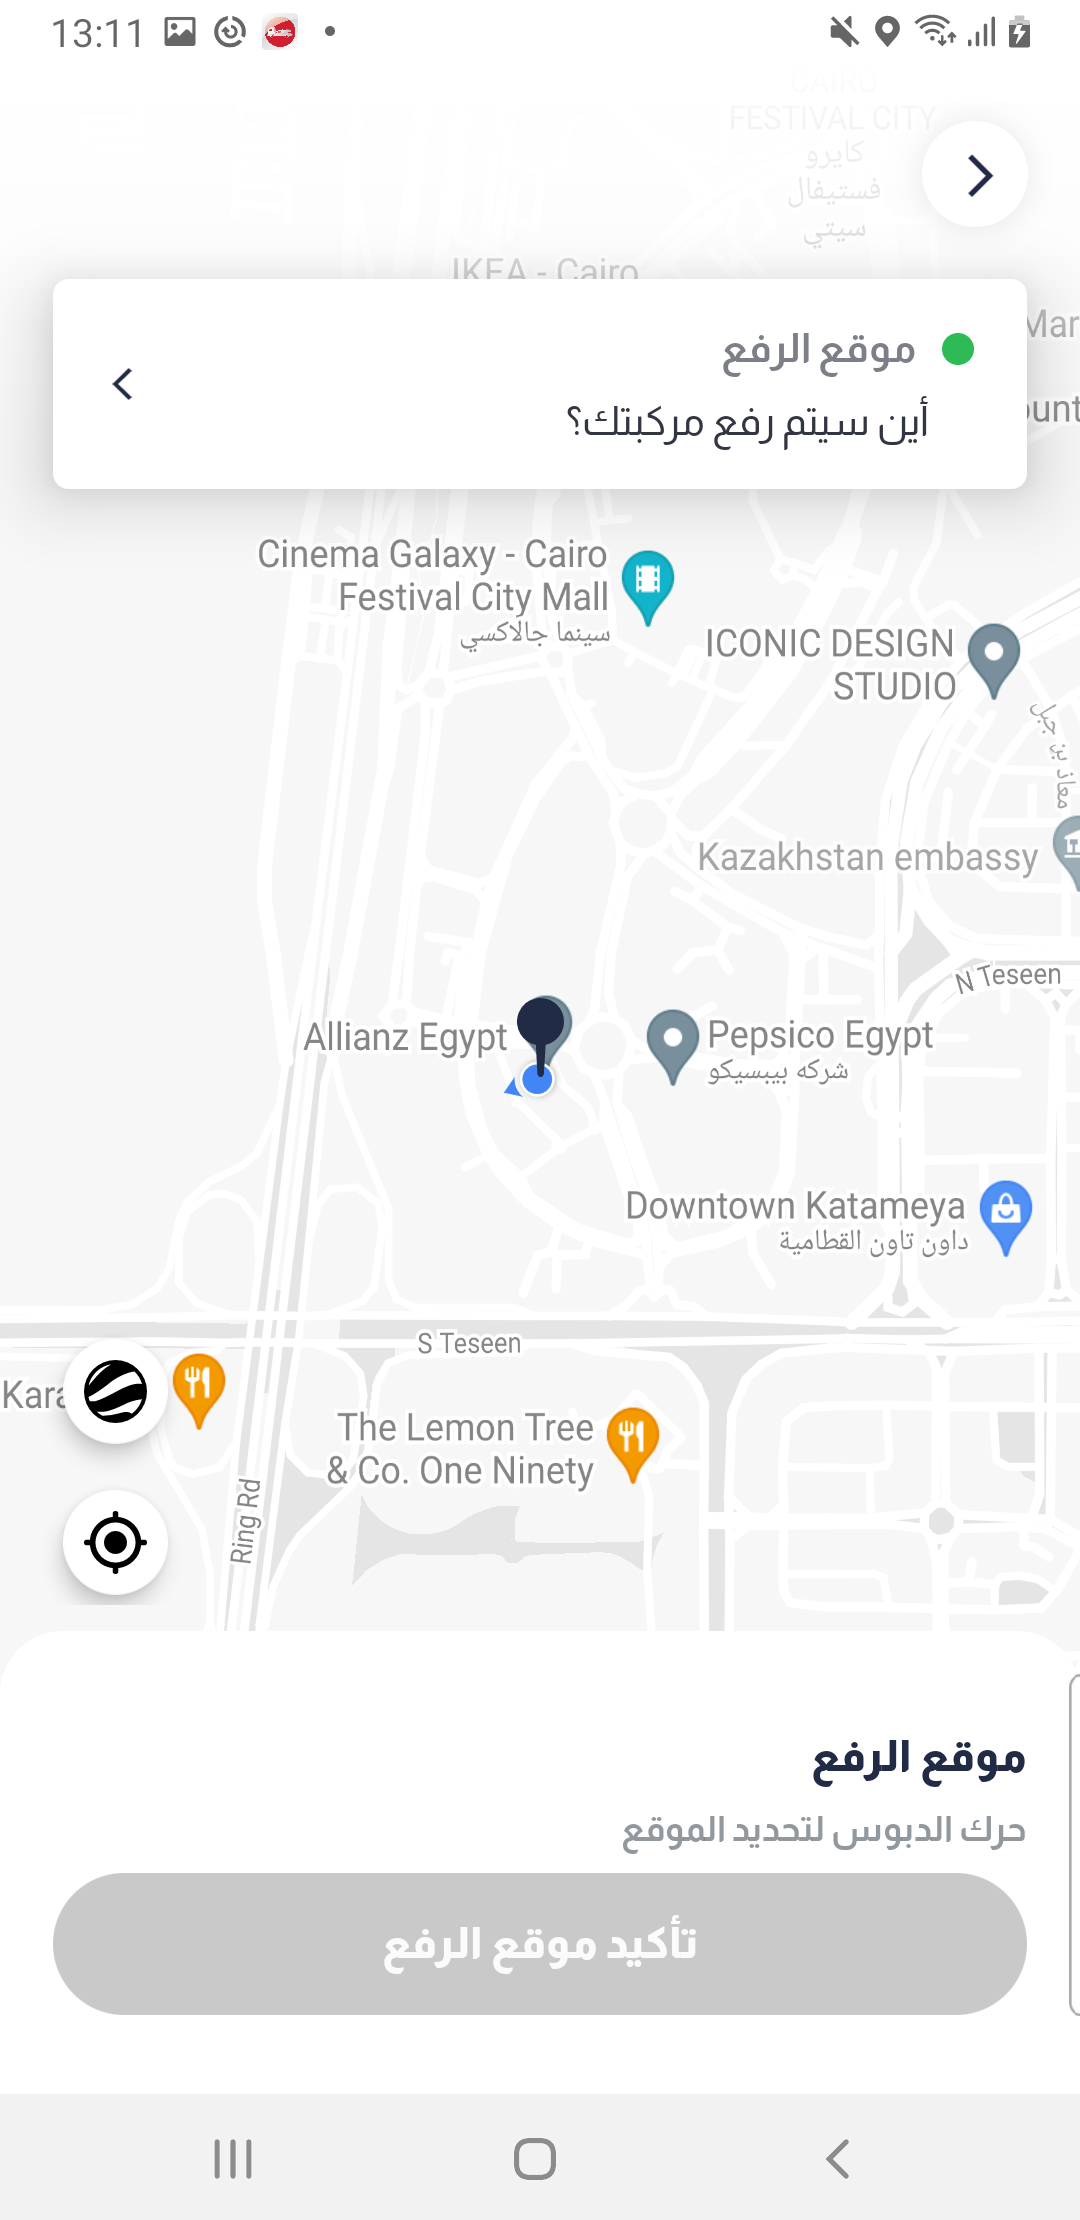 13:11
CAIRO
FESTIVAL CITY
كايرو
فستيفال
سيتي
IKEA - Cairo
موقع الرفع
أين سيتم رفع مركبتك؟
Cinema Galaxy - Cairo
Festival City Mall
سينما جالاكسي
ICONIC DESIGN
STUDIO
معاذ بن جبل
Kazakhstan embassy
N Teseen
Allianz Egypt
Pepsico Egypt
شركه بيبسيكو
Downtown Katameya
داون تاون القطامية
S Teseen
The Lemon Tree
& Co. One Ninety
Ring Rd
موقع الرفع
حرك الدبوس لتحديد الموقع
تأكيد موقع الرفع